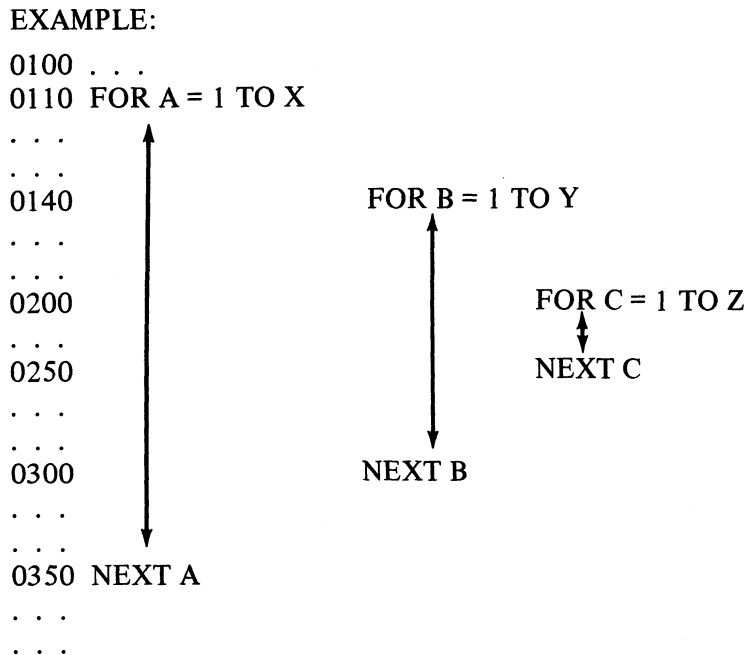 EXAMPLE:
0100 . . .
0110 FOR A = 1 TO X
. . .
. . .
0140 FOR B = 1 TO Y
. . .
. . .
0200 FOR C = 1 TO Z
. . .
0250 NEXT C
. . .
. . .
0300 NEXT B
. . .
. . .
0350 NEXT A
. . .
. . .